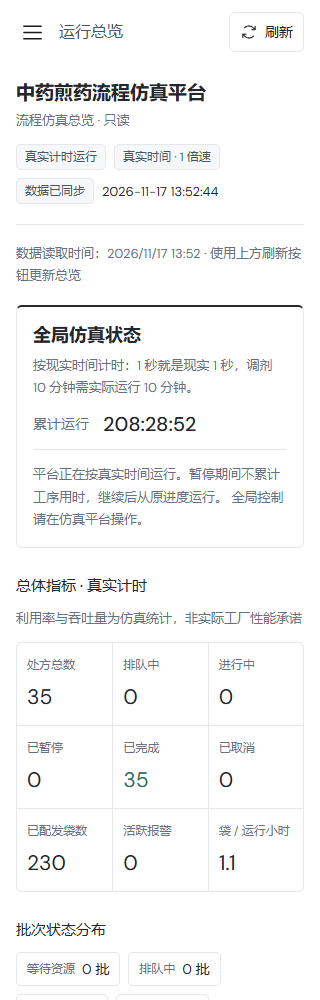 运行总览
刷新
中药煎药流程仿真平台
流程仿真总览 · 只读
真实计时运行
真实时间 · 1 倍速
数据已同步
2026-11-17 13:52:44
数据读取时间：2026/11/17 13:52 · 使用上方刷新按
钮更新总览
全局仿真状态
按现实时间计时：1 秒就是现实 1 秒，调剂
10 分钟需实际运行 10 分钟。
累计运行 208:28:52
平台正在按真实时间运行。暂停期间不累计
工序用时，继续后从原进度运行。 全局控制
请在仿真平台操作。
总体指标 · 真实计时
利用率与吞吐量为仿真统计，非实际工厂性能承诺
处方总数
35
排队中
0
进行中
0
已暂停
0
已完成
35
已取消
0
已配发袋数
230
活跃报警
0
袋 / 运行小时
1.1
批次状态分布
等待资源 0 批
排队中 0 批